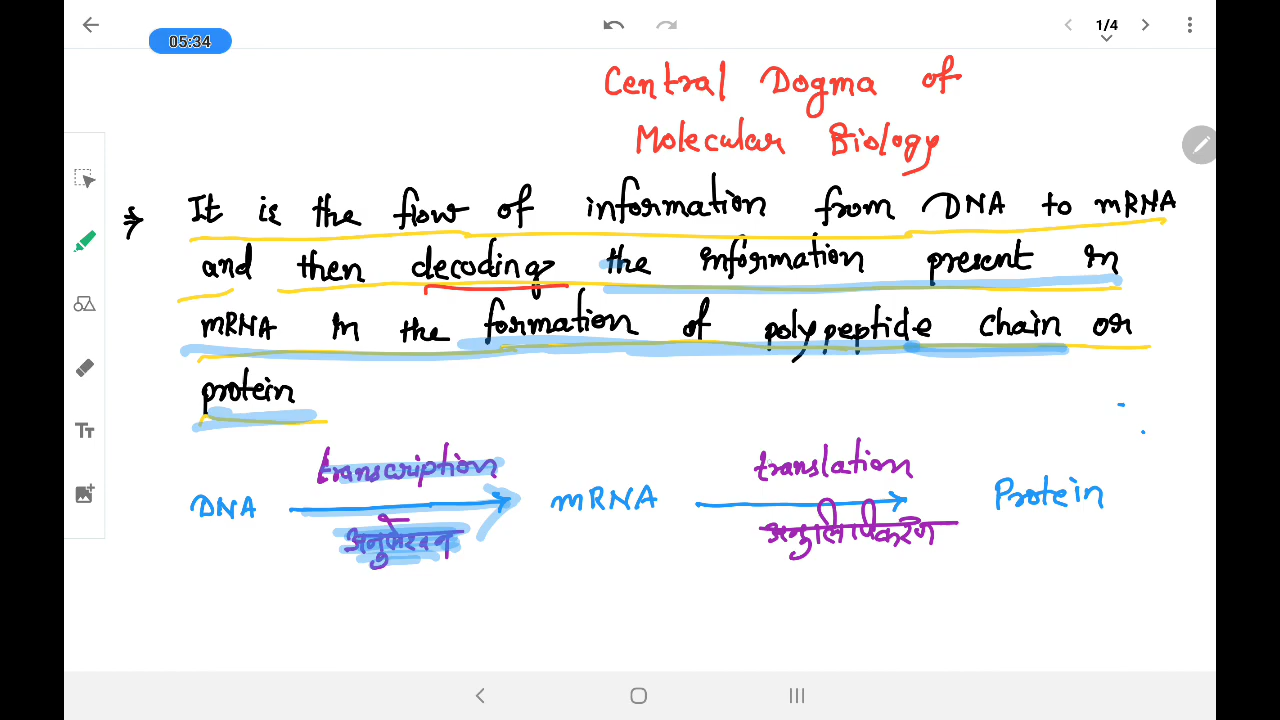 05:34
1/4
Central Dogma of
Molecular Biology
⇒ It is the flow of information from DNA to mRNA
and then decoding the information present in
mRNA in the formation of polypeptide chain or
protein
transcription translation
DNA → mRNA → Protein
अनुलेखन अनुलिपिकरण
Tт